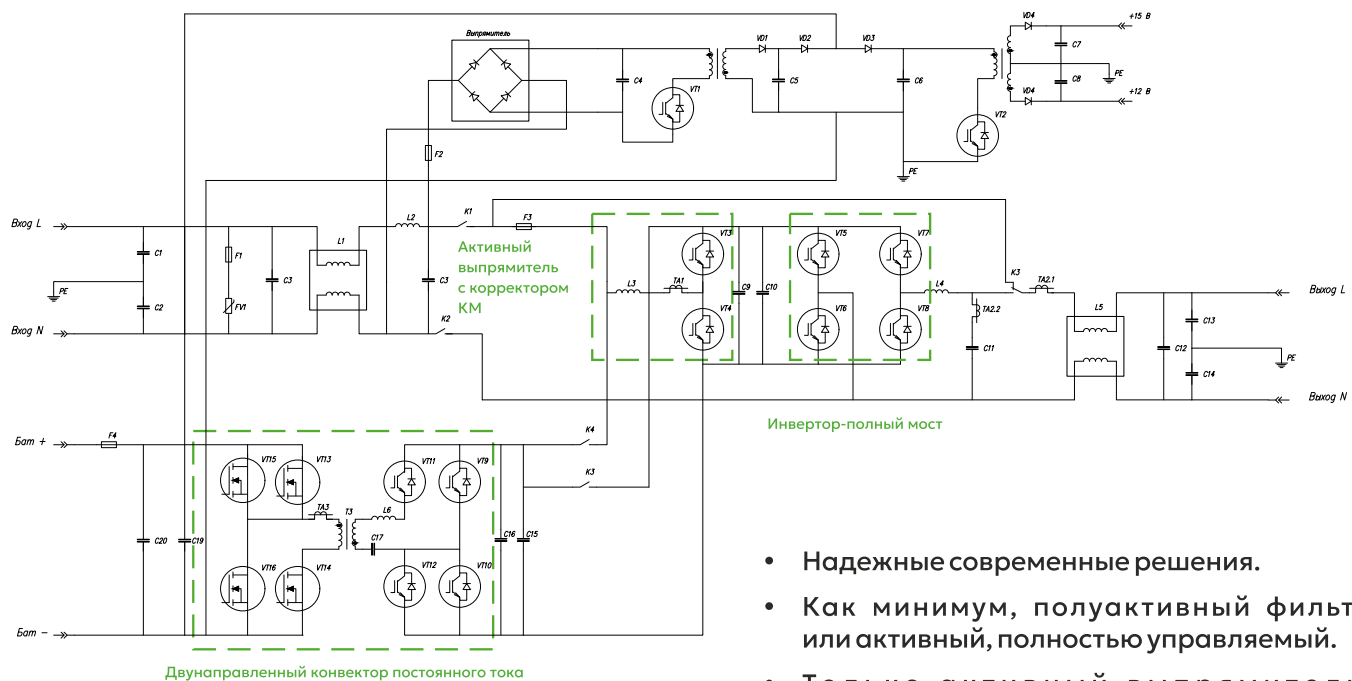 Выпрямитель
VD4
+15 В
C7
PE
C8
VD4
+12 В
VD1
VD2
VD3
C4
VT1
C5
C6
VT2
PE
F2
Вход L
L1
L2
K1
F3
Активный
выпрямитель
с корректором
КМ
C1
F1
C3
C3
PE
C2
FV1
Вход N
K2
L3
TA1
VT3
VT4
C9
C10
VT5
VT7
VT6
VT8
L4
K3
TA2.1
TA2.2
C11
L5
Выход L
C13
C12
PE
C14
Выход N
Инвертор-полный мост
Бат +
F4
K4
K3
VT15
VT13
VT11
VT9
TA3
T3
L6
C17
C20
C19
C16
C15
VT16
VT14
VT12
VT10
Бат –
Двунаправленный конвектор постоянного тока
• Надежные современные решения.
• Как минимум, полуактивный фильт
или активный, полностью управляемый.